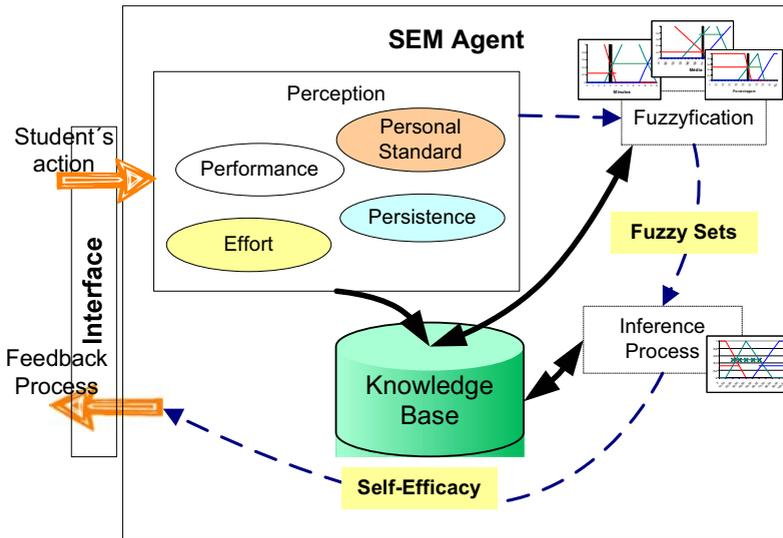 SEM Agent
Perception
Personal
Standard
Performance
Persistence
Effort
Student´s
action
Interface
Feedback
Process
Fuzzyfication
Fuzzy Sets
Inference
Process
Knowledge
Base
Self-Efficacy